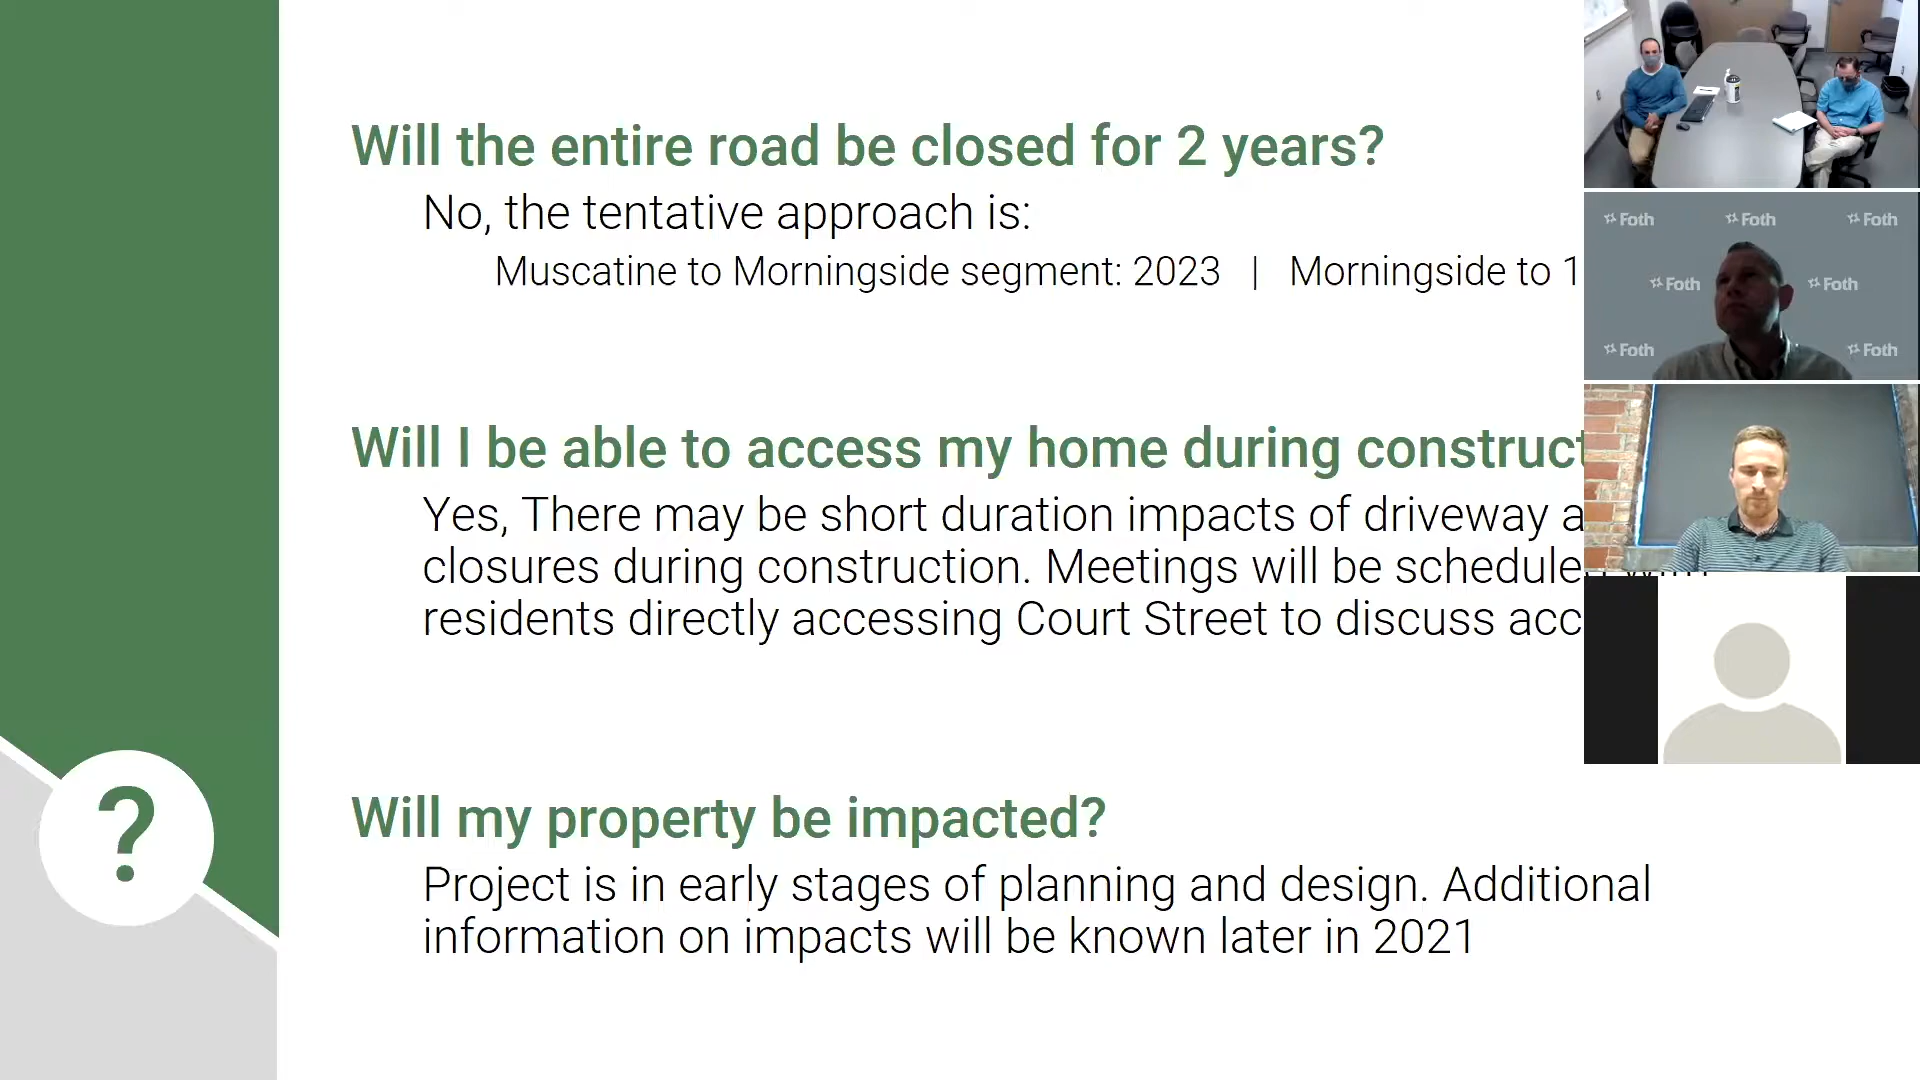 Will the entire road be closed for 2 years?
No, the tentative approach is:
Muscatine to Morningside segment: 2023 | Morningside to 1
Will I be able to access my home during construct
Yes, There may be short duration impacts of driveway a
closures during construction. Meetings will be scheduled with
residents directly accessing Court Street to discuss acc
Will my property be impacted?
Project is in early stages of planning and design. Additional
information on impacts will be known later in 2021
?
Foth Foth Foth
Foth Foth
Foth Foth